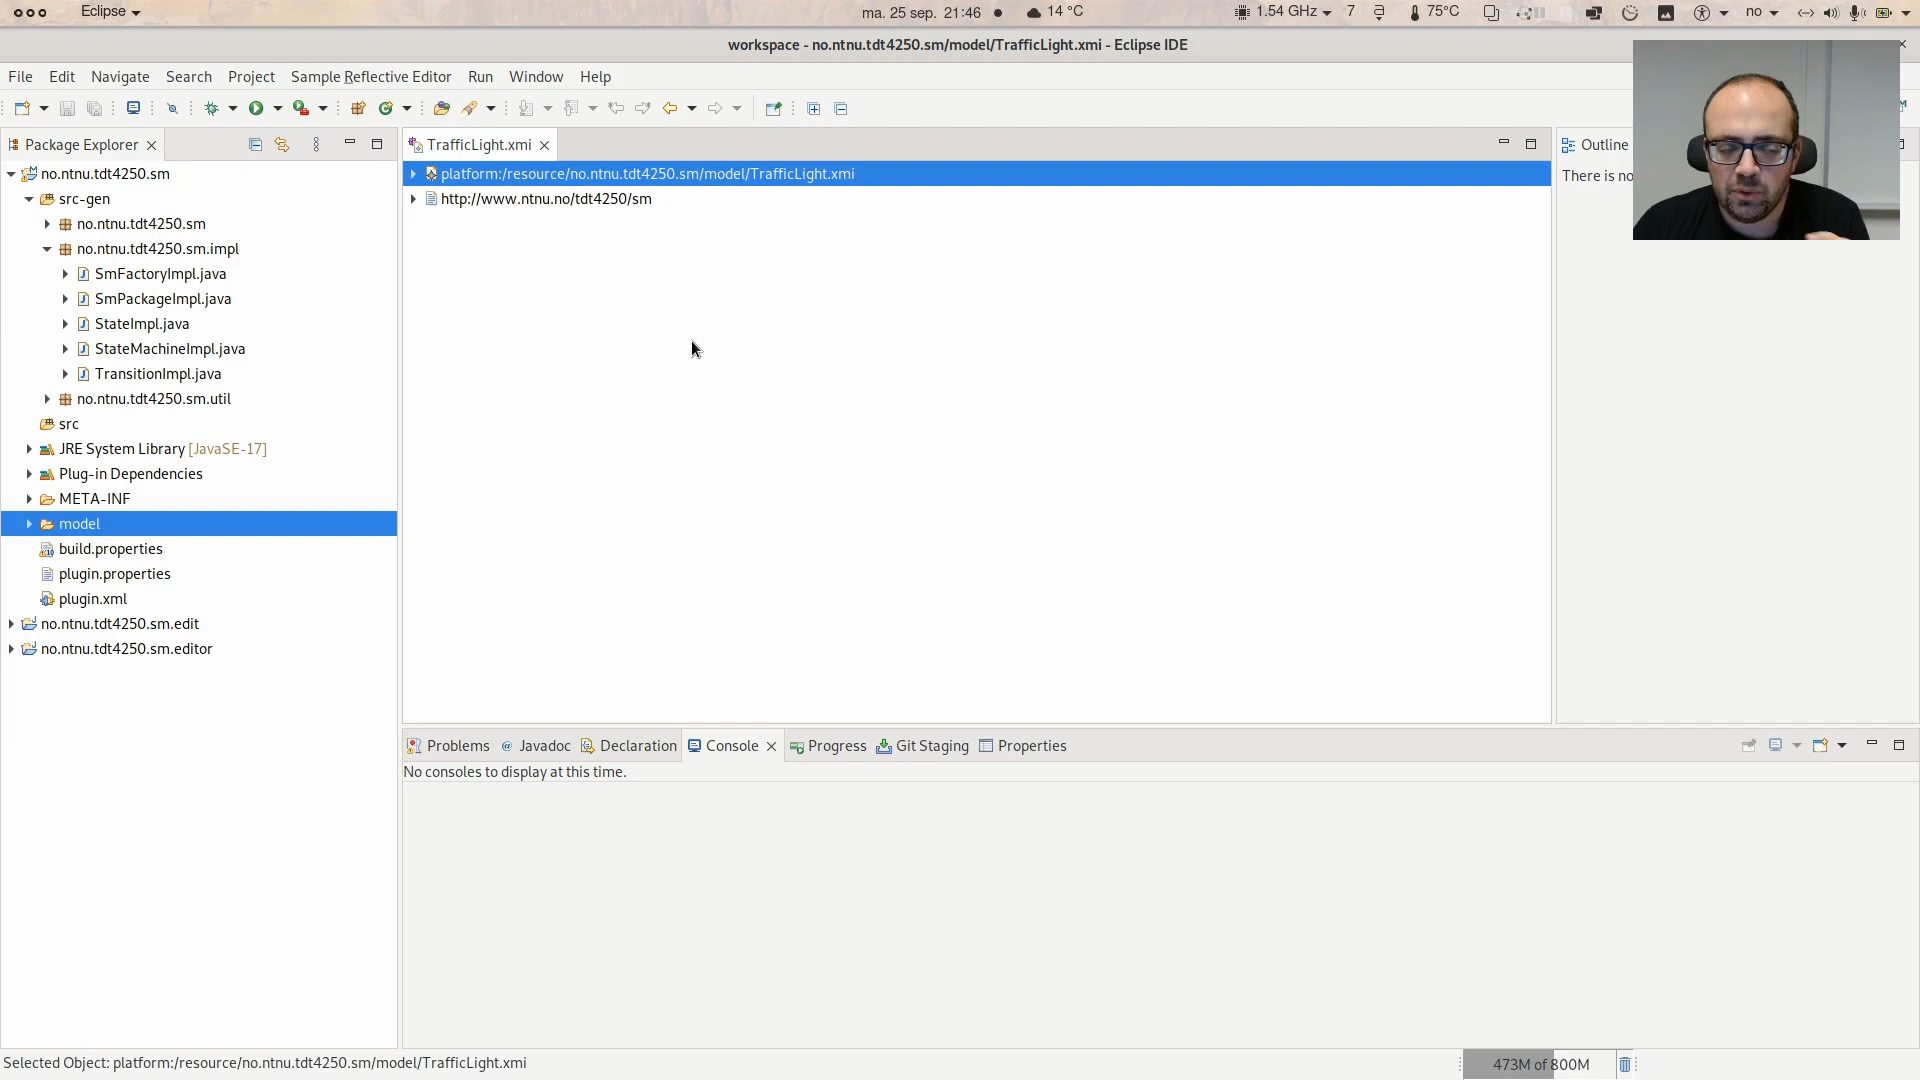 Eclipse
ma. 25 sep. 21:46
14 °C
1.54 GHz
7
75°C
no
workspace - no.ntnu.tdt4250.sm/model/TrafficLight.xmi - Eclipse IDE
File Edit Navigate Search Project Sample Reflective Editor Run Window Help
Package Explorer
no.ntnu.tdt4250.sm
src-gen
no.ntnu.tdt4250.sm
no.ntnu.tdt4250.sm.impl
SmFactoryImpl.java
SmPackageImpl.java
StateImpl.java
StateMachineImpl.java
TransitionImpl.java
no.ntnu.tdt4250.sm.util
src
JRE System Library [JavaSE-17]
Plug-in Dependencies
META-INF
model
build.properties
plugin.properties
plugin.xml
no.ntnu.tdt4250.sm.edit
no.ntnu.tdt4250.sm.editor
TrafficLight.xmi
platform:/resource/no.ntnu.tdt4250.sm/model/TrafficLight.xmi
http://www.ntnu.no/tdt4250/sm
Outline
There is no
Problems Javadoc Declaration Console Progress Git Staging Properties
No consoles to display at this time.
Selected Object: platform:/resource/no.ntnu.tdt4250.sm/model/TrafficLight.xmi
473M of 800M